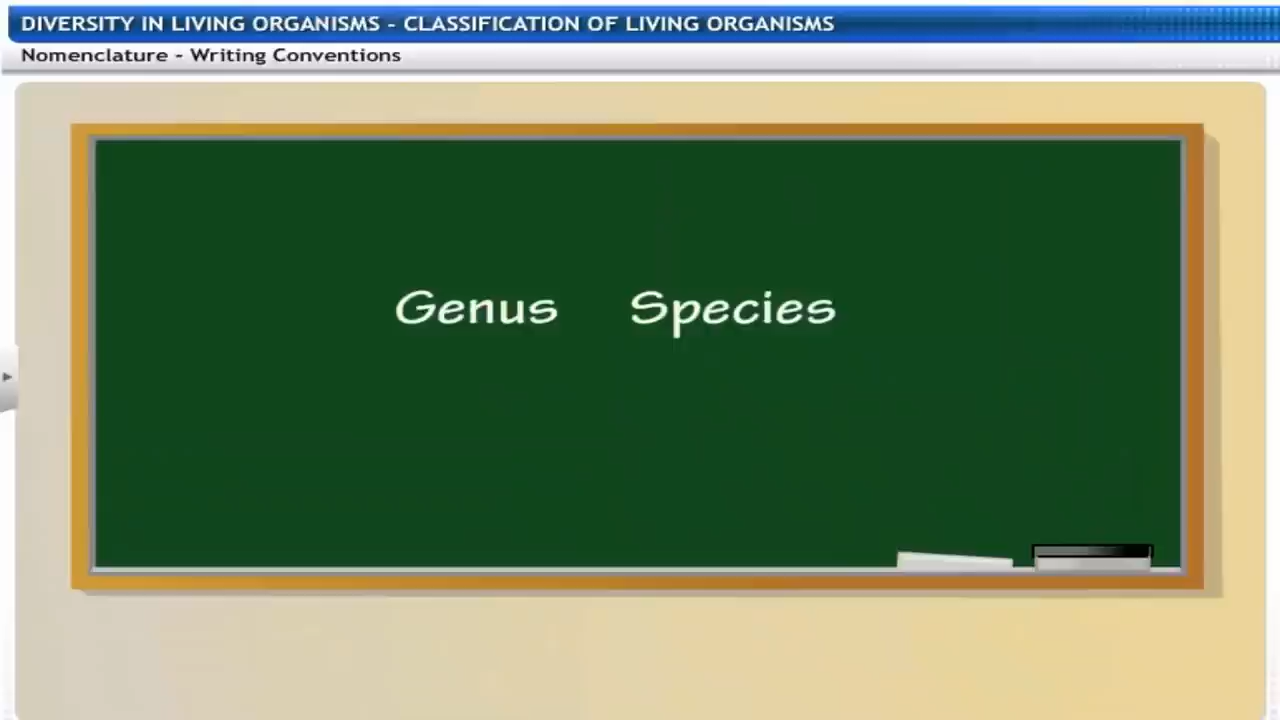 DIVERSITY IN LIVING ORGANISMS - CLASSIFICATION OF LIVING ORGANISMS
Nomenclature - Writing Conventions
Genus Species